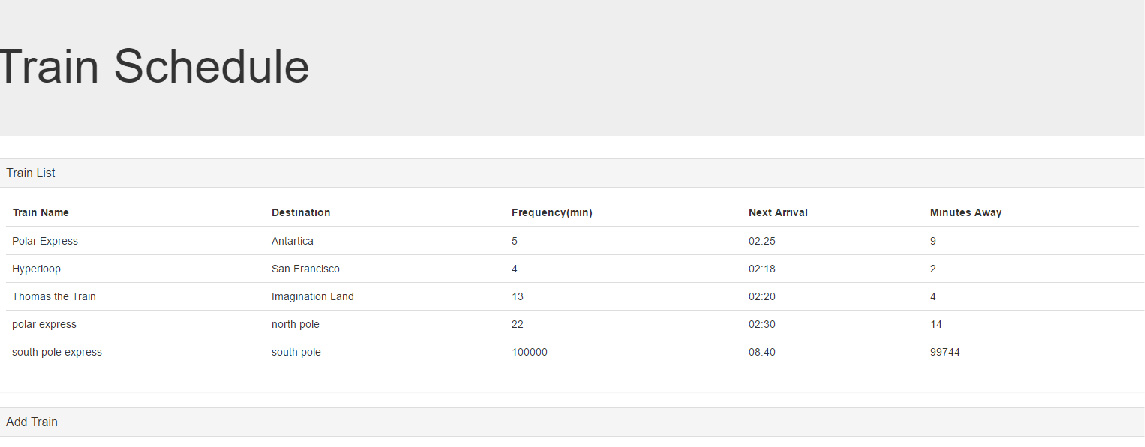 Train Schedule
Train List
Train Name Destination Frequency(min) Next Arrival Minutes Away
Polar Express Antartica 5 02:25 9
Hyperloop San Francisco 4 02:18 2
Thomas the Train Imagination Land 13 02:20 4
polar express north pole 22 02:30 14
south pole express south pole 100000 08:40 99744
Add Train